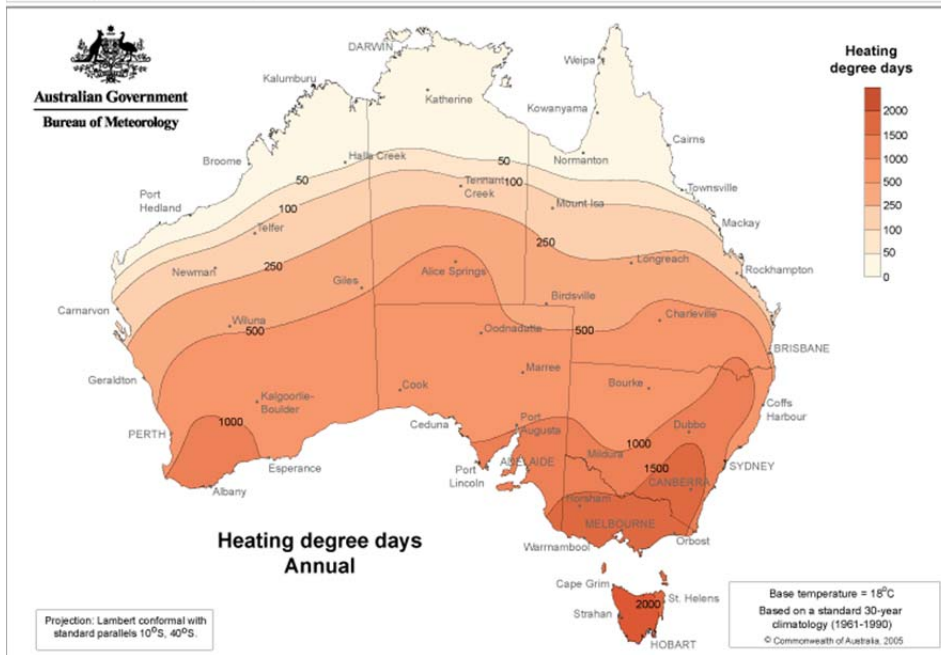 Australian Government
Bureau of Meteorology
Heating
degree days
2000
1500
1000
500
250
100
50
0
DARWIN
Weipa
Kalumburu
Katherine
Kowanyama
Cairns
Broome
Halls Creek
50
Normanton
50
Tennant
Creek
100
Townsville
Port
Hedland
100
Mount Isa
Mackay
Telfer
250
Newman
250
Longreach
Rockhampton
Alice Springs
Giles
Birdsville
Carnarvon
Wiluna
500
500
Charleville
Oodnadatta
BRISBANE
Geraldton
Marree
Cook
Bourke
Kalgoorlie-
Boulder
Coffs
Harbour
1000
Ceduna
Port
Augusta
PERTH
1000
Dubbo
Mildura
Esperance
Port
Lincoln
ADELAIDE
1500
SYDNEY
Albany
CANBERRA
Horsham
MELBOURNE
Warrnambool
Orbost
Heating degree days
Annual
Cape Grim
St. Helens
2000
Strahan
HOBART
Projection: Lambert conformal with
standard parallels 10°S, 40°S.
Base temperature = 18°C
Based on a standard 30-year
climatology (1961-1990)
© Commonwealth of Australia, 2005